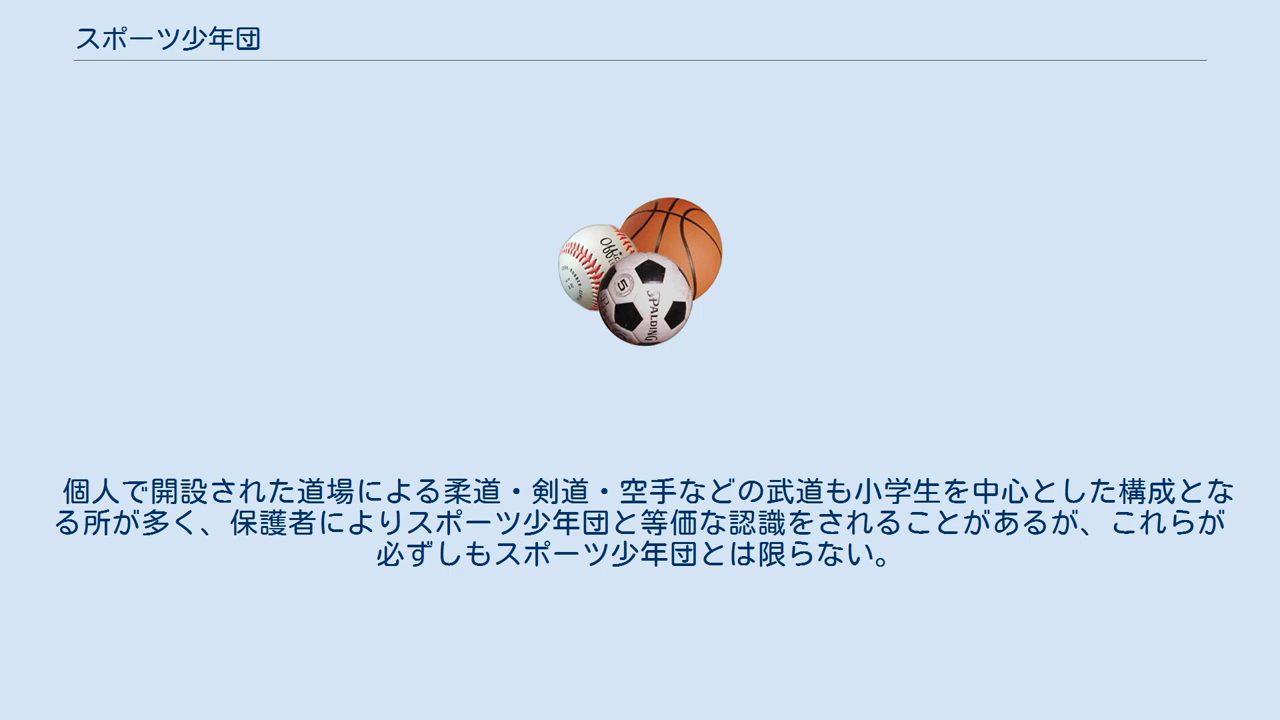 スポーツ少年団
Offic
5
SPALDING
個人で開設された道場による柔道・剣道・空手などの武道も小学生を中心とした構成とな
る所が多く、保護者によりスポーツ少年団と等価な認識をされることがあるが、これらが
必ずしもスポーツ少年団とは限らない。